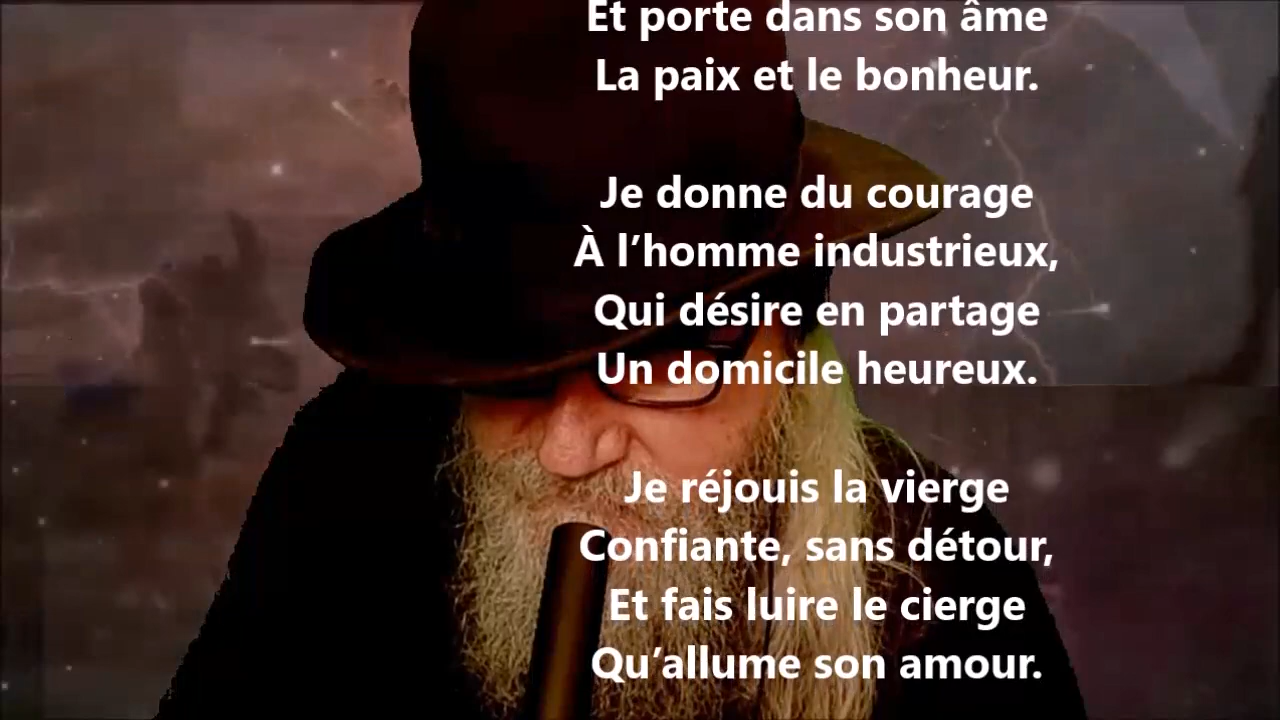 Et porte dans son âme
La paix et le bonheur.
Je donne du courage
À l’homme industrieux,
Qui désire en partage
Un domicile heureux.
Je réjouis la vierge
Confiante, sans détour,
Et fais luire le cierge
Qu’allume son amour.